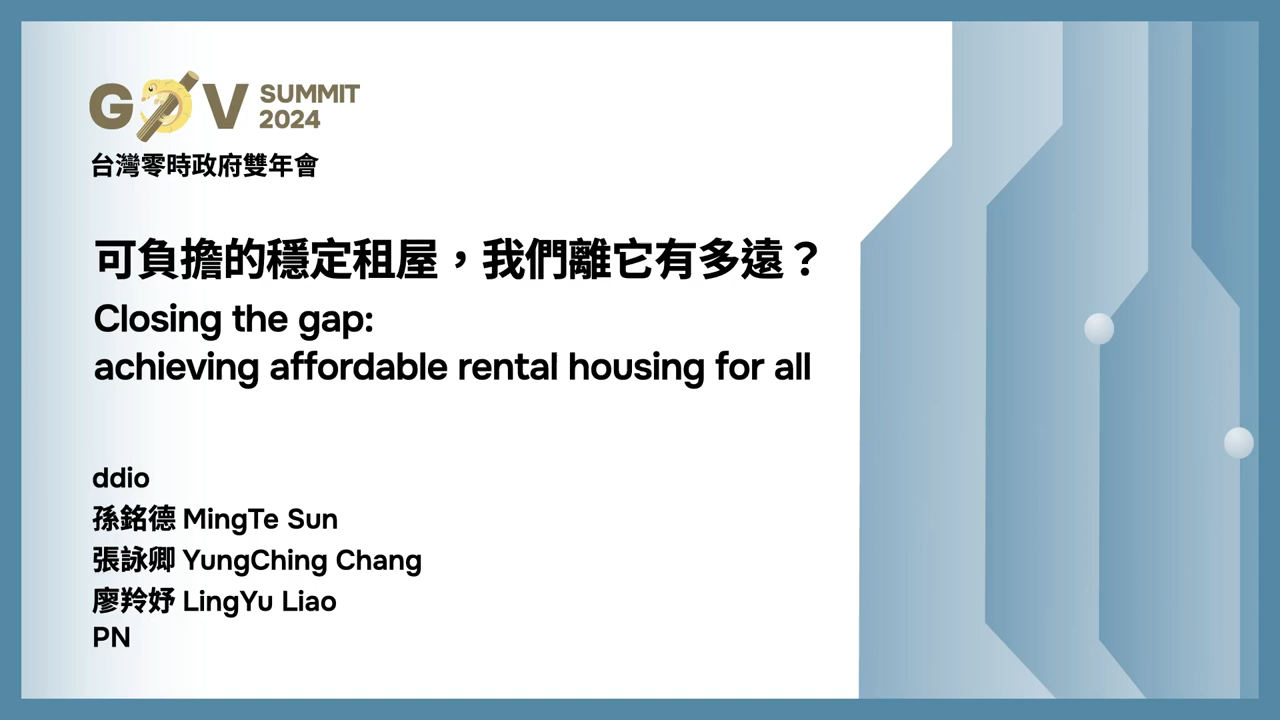 G0V SUMMIT 2024
台灣零時政府雙年會
可負擔的穩定租屋，我們離它有多遠？
Closing the gap:
achieving affordable rental housing for all
ddio
孫銘德 MingTe Sun
張詠卿 YungChing Chang
廖羚妤 LingYu Liao
PN